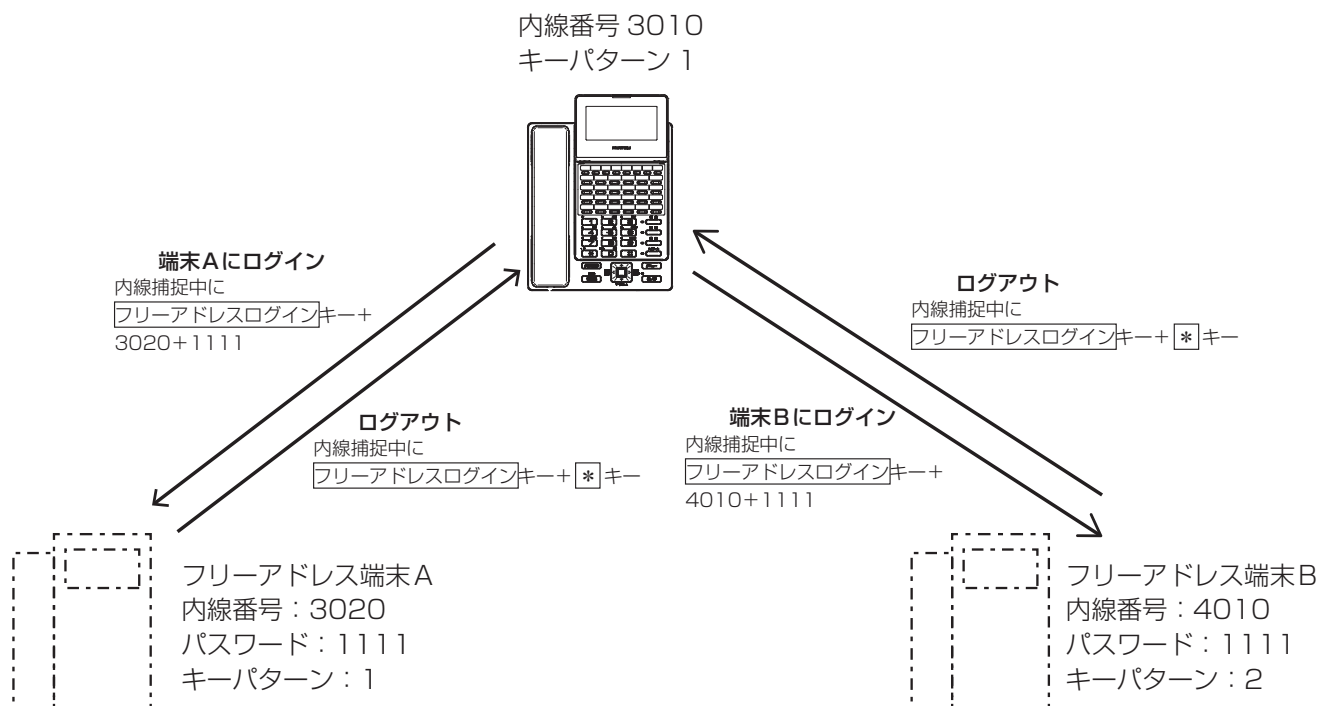 内線番号 3010
キーパターン 1
端末Aにログイン
内線捕捉中に
フリーアドレスログインキー+
3020+1111
ログアウト
内線捕捉中に
フリーアドレスログインキー+*キー
ログアウト
内線捕捉中に
フリーアドレスログインキー+*キー
端末Bにログイン
内線捕捉中に
フリーアドレスログインキー+
4010+1111
フリーアドレス端末A
内線番号:3020
パスワード:1111
キーパターン:1
フリーアドレス端末B
内線番号:4010
パスワード:1111
キーパターン:2